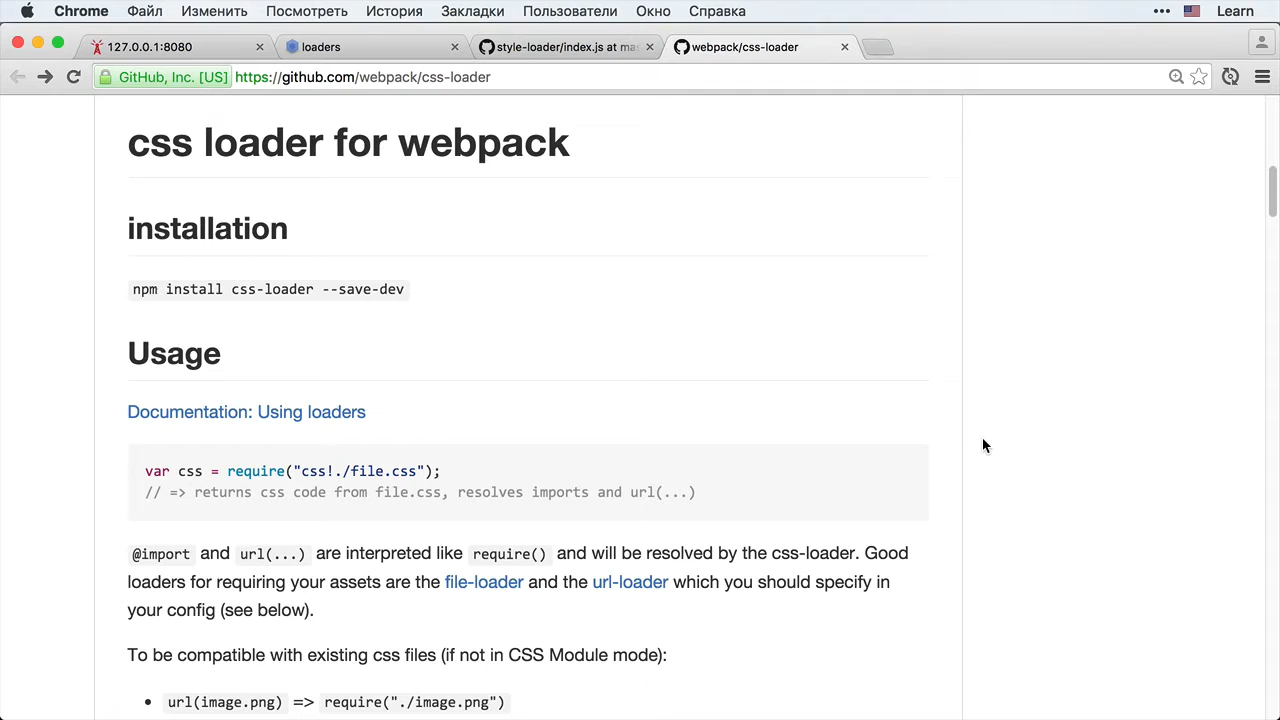 Chrome Файл Изменить Посмотреть История Закладки Пользователи Окно Справка ••• Learn
127.0.0.1:8080 × loaders × style-loader/index.js at mas × webpack/css-loader ×
GitHub, Inc. [US] https://github.com/webpack/css-loader
css loader for webpack
installation
npm install css-loader --save-dev
Usage
Documentation: Using loaders
var css = require("css!./file.css");
// => returns css code from file.css, resolves imports and url(...)
@import and url(...) are interpreted like require() and will be resolved by the css-loader. Good
loaders for requiring your assets are the file-loader and the url-loader which you should specify in
your config (see below).
To be compatible with existing css files (if not in CSS Module mode):
• url(image.png) => require("./image.png")